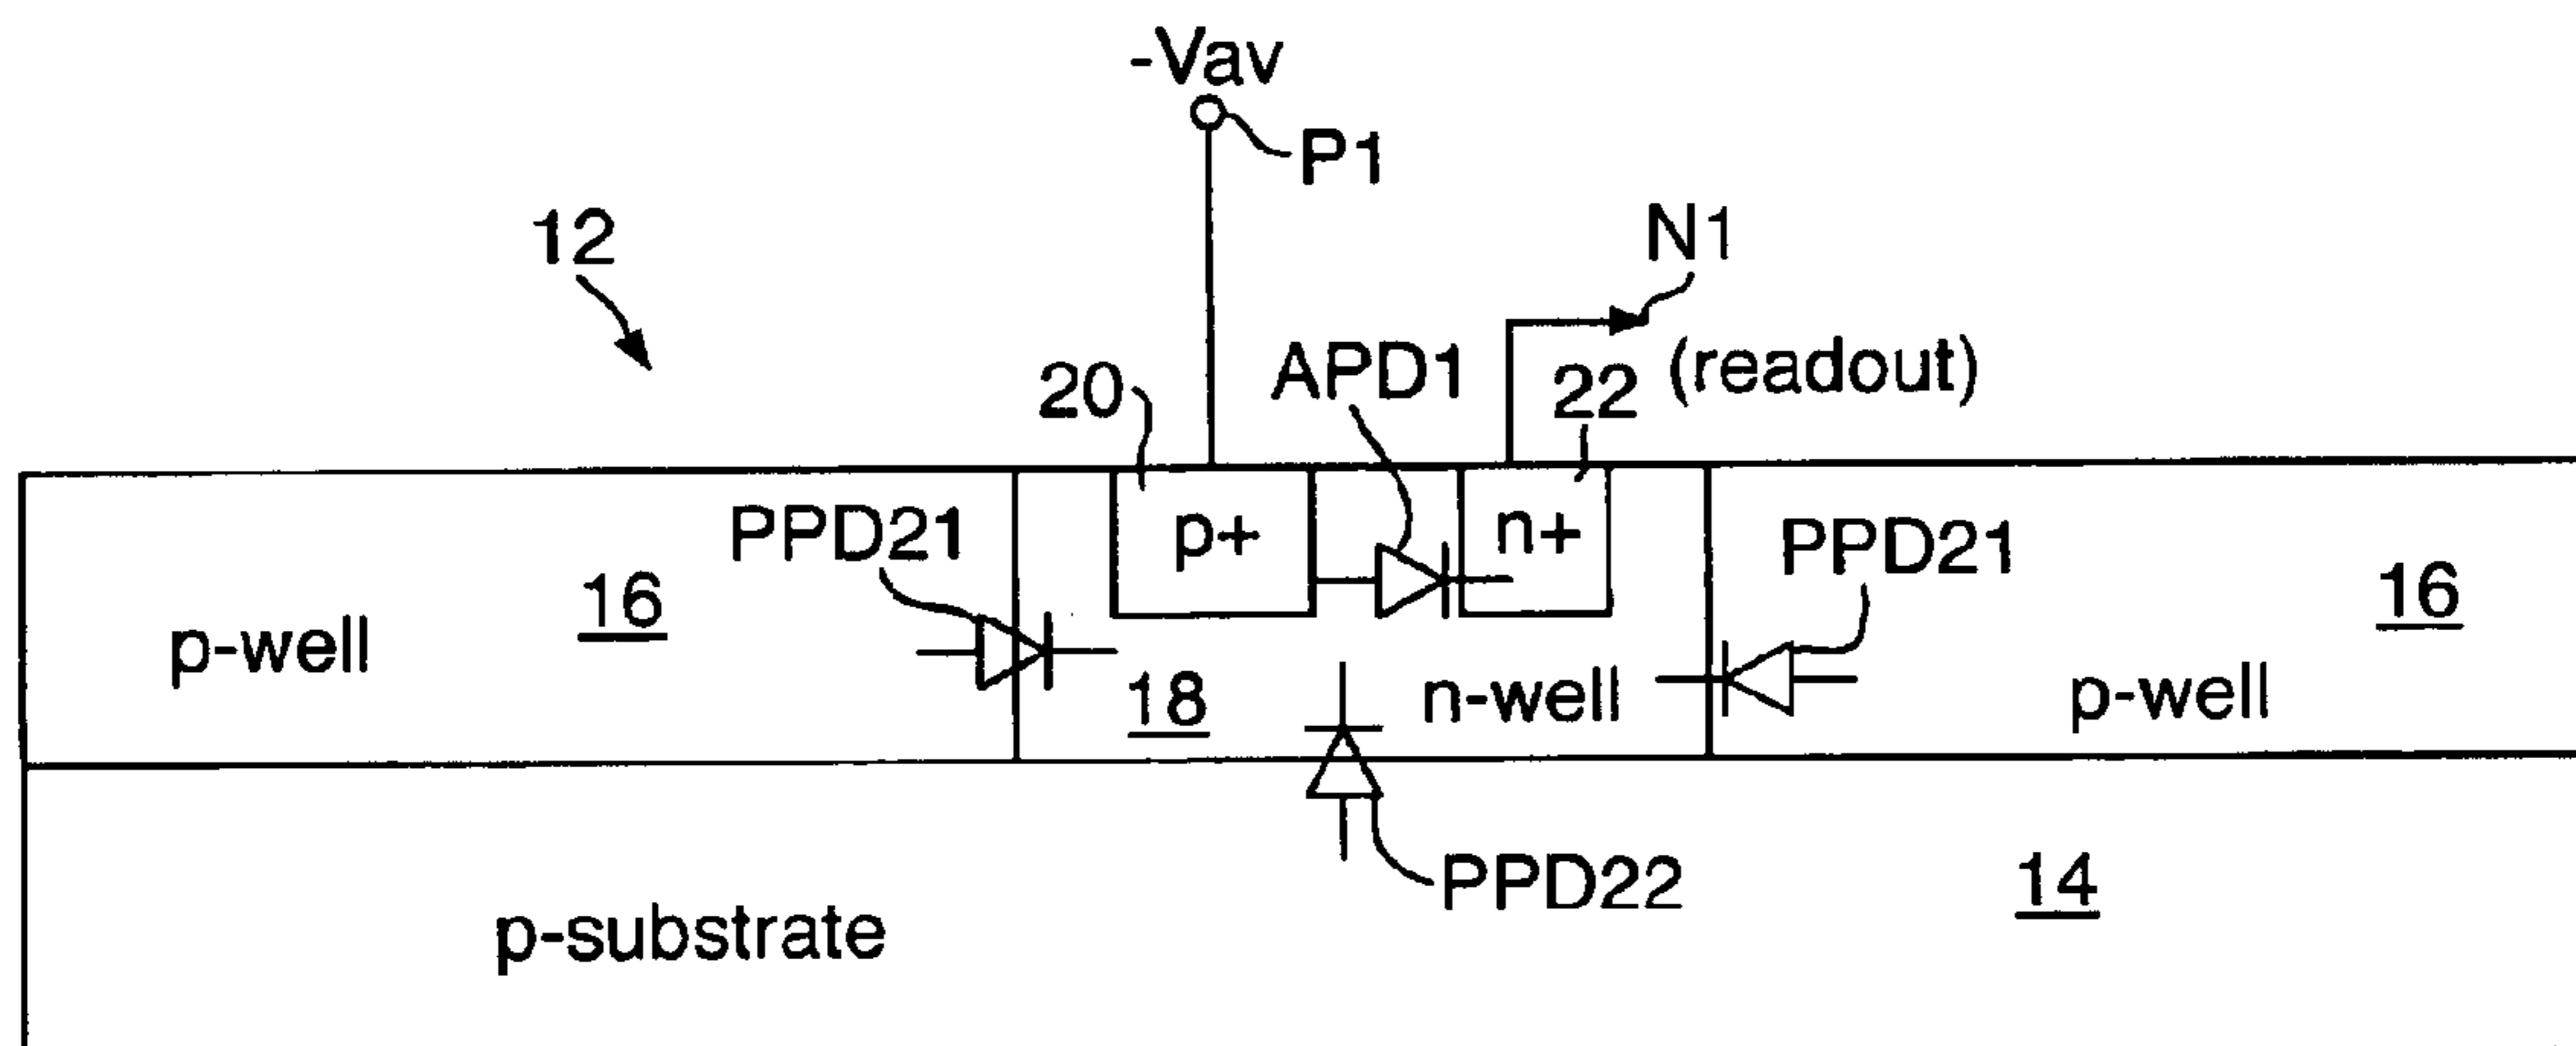 -Vav
P1
12
N1
20
APD1
22
(readout)
PPD21
p+
n+
PPD21
16
p-well
16
p-well
18
n-well
PPD22
14
p-substrate